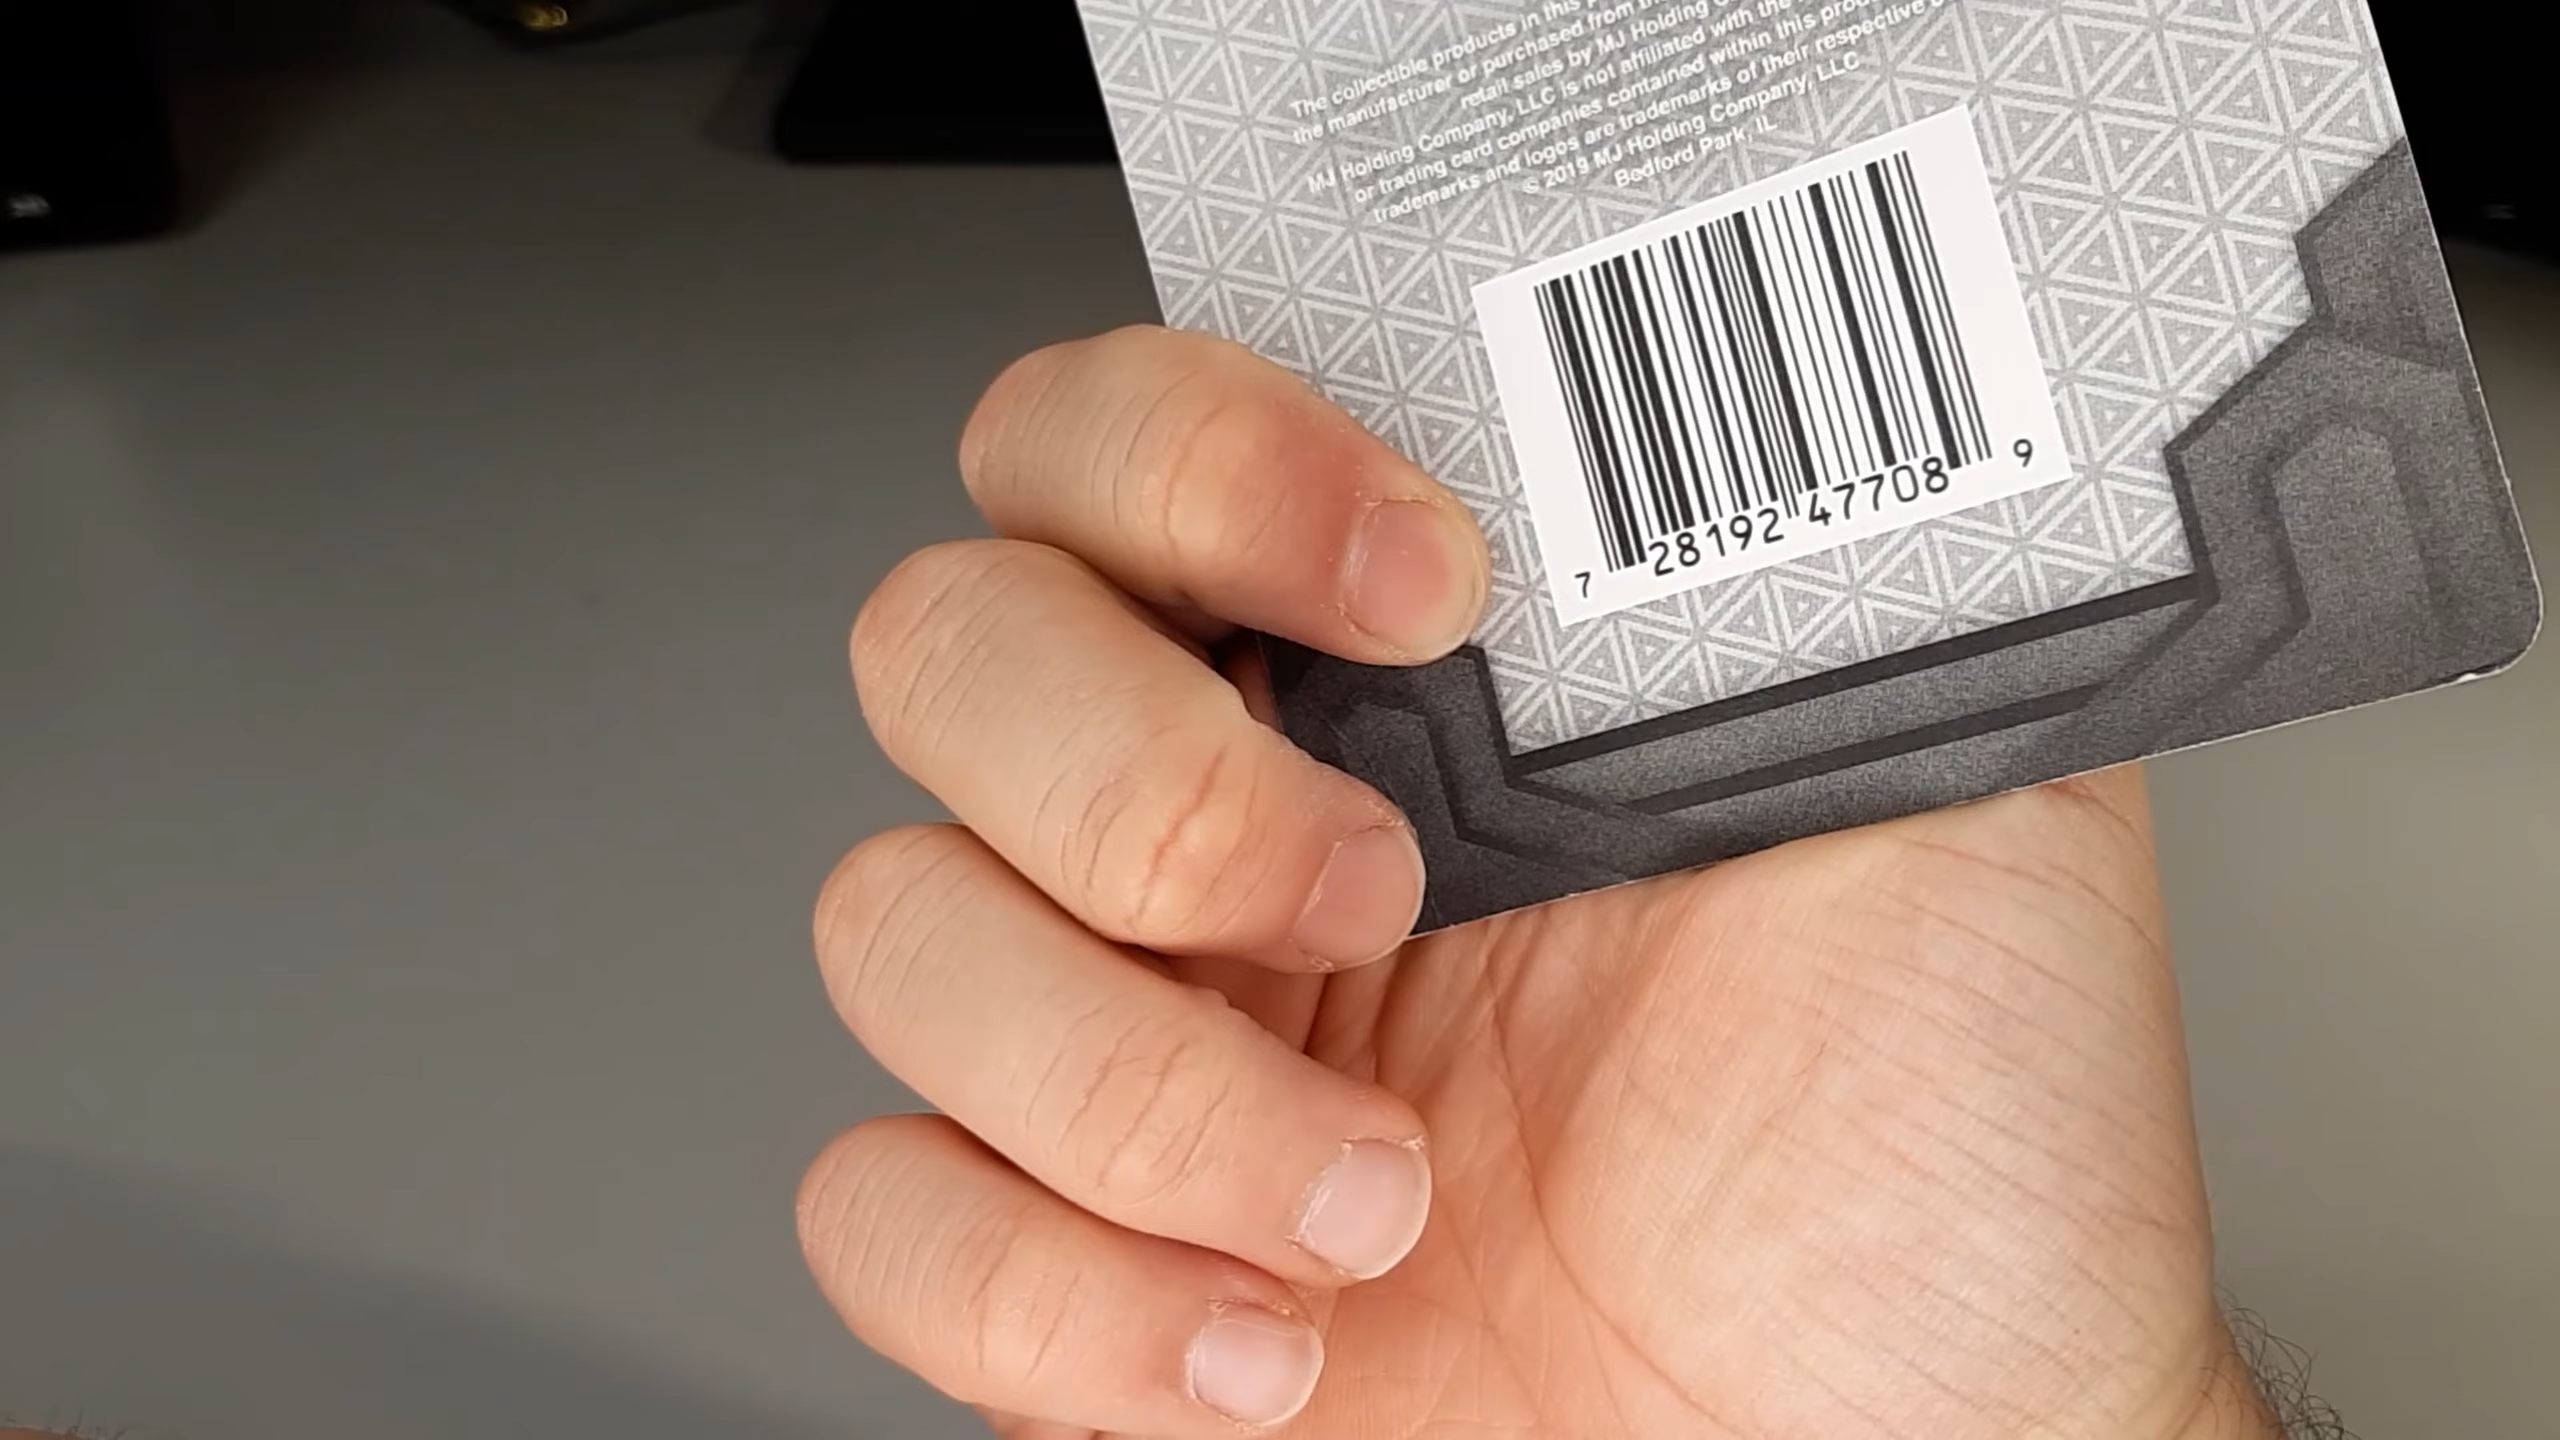 The collectible products in this
the manufacturer or purchased from
retail sales by MJ Holding
MJ Holding Company, LLC is not affiliated with the
or trading card companies contained within this
trademarks and logos are trademarks of their respective
© 2019 MJ Holding Company, LLC
Bedford Park, IL
7 28192 47708 9